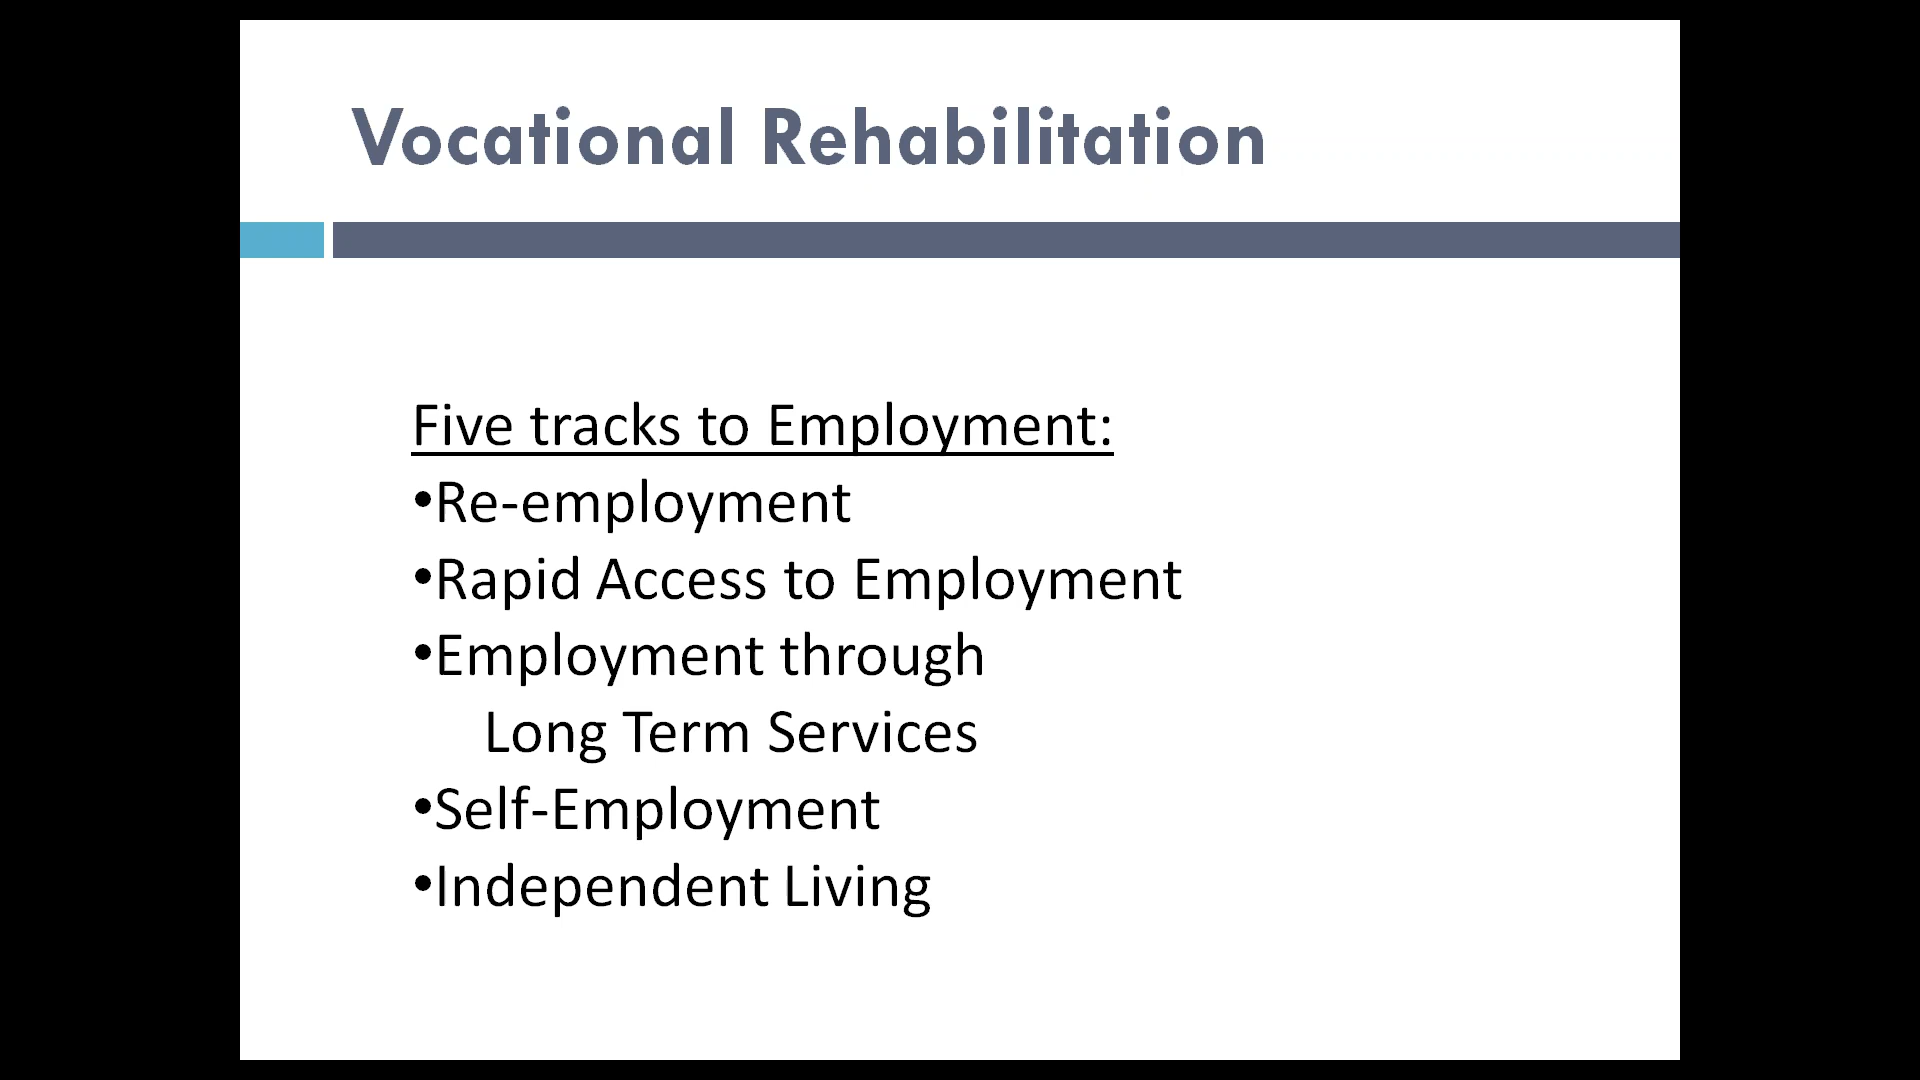 Vocational Rehabilitation
Five tracks to Employment:
•Re-employment
•Rapid Access to Employment
•Employment through
Long Term Services
•Self-Employment
•Independent Living